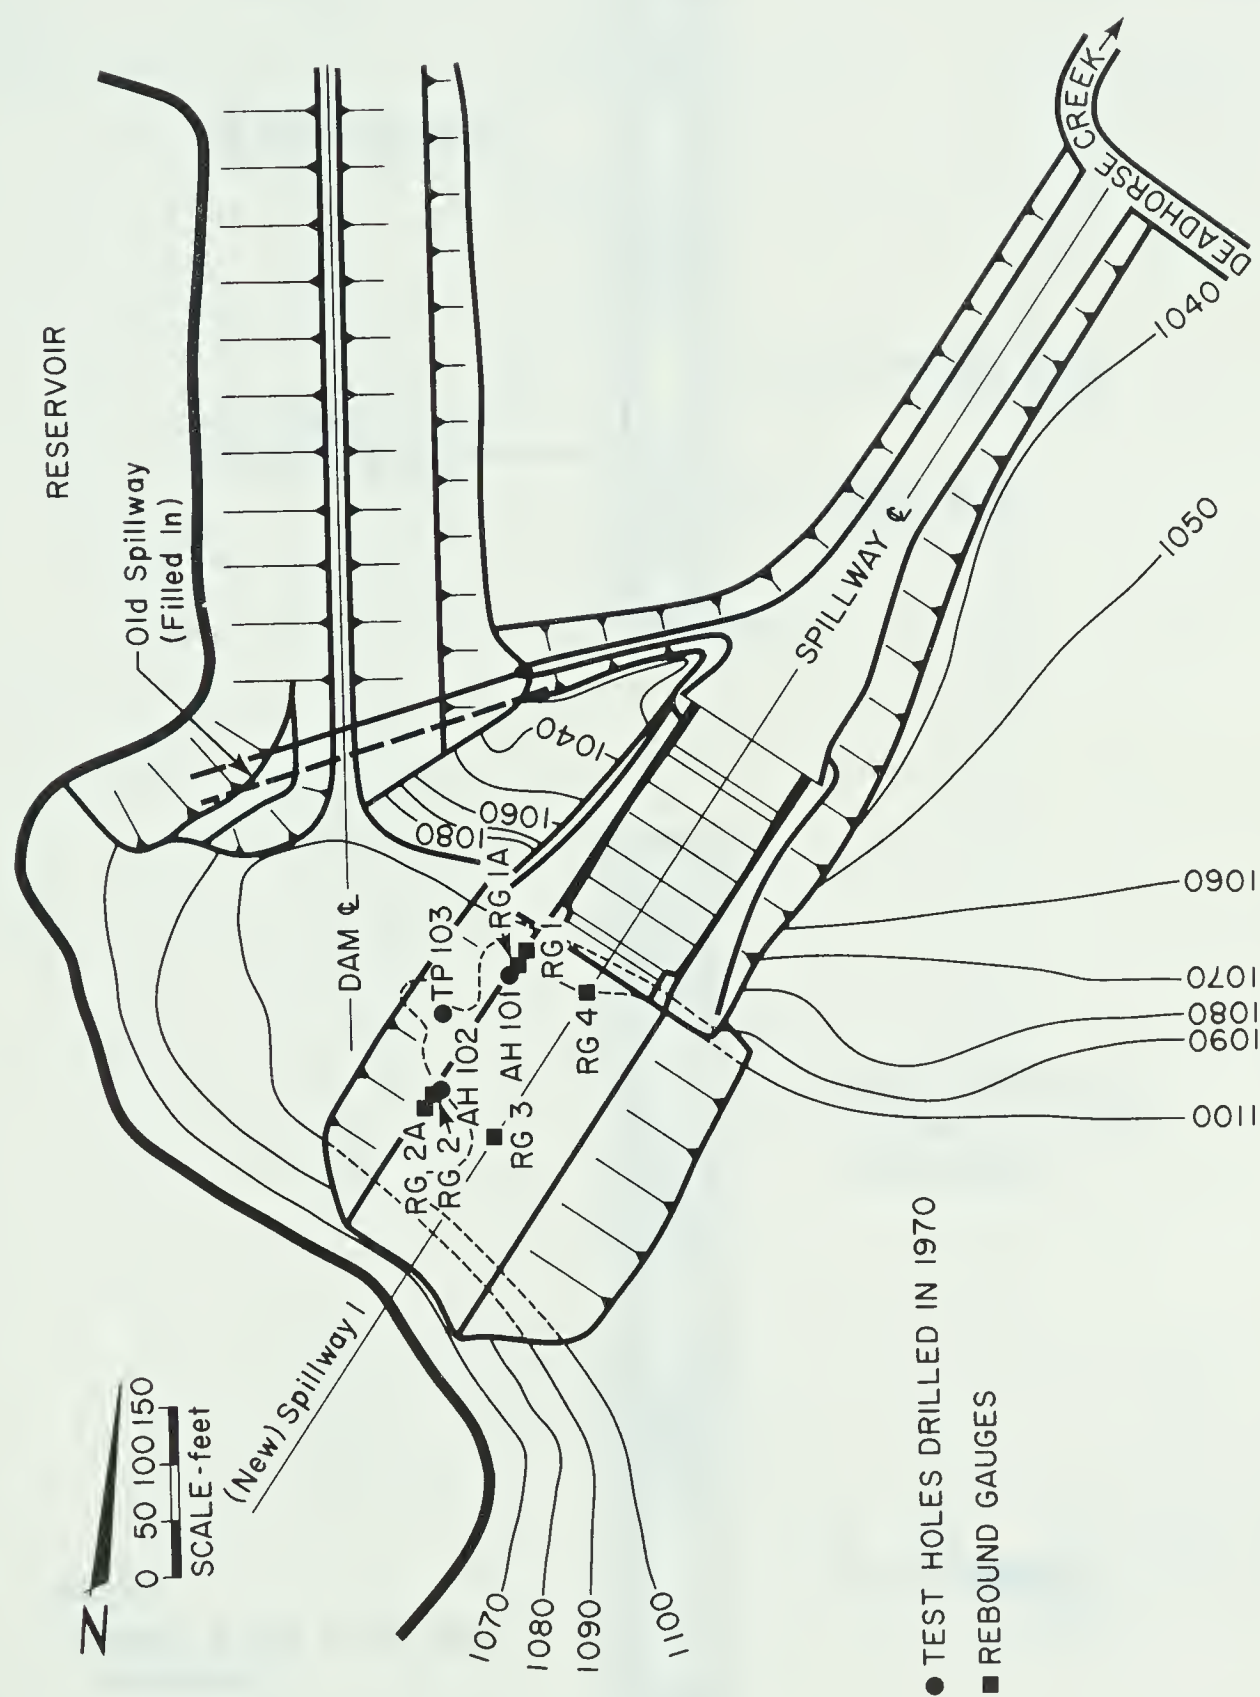 RESERVOIR
Old Spillway
(Filled In)
DEADHORSE CREEK
1040
1050
SPILLWAY ℄
1040
1060
1080
DAM ℄
TP 103
RG 1A
RG 1
AH 101
RG 4
AH 102
RG 3
RG 2A
RG 2
1060
1070
1080
1090
1100
(New) Spillway 1
N
0 50 100 150
SCALE-feet
1070
1080
1090
1100
● TEST HOLES DRILLED IN 1970
■ REBOUND GAUGES